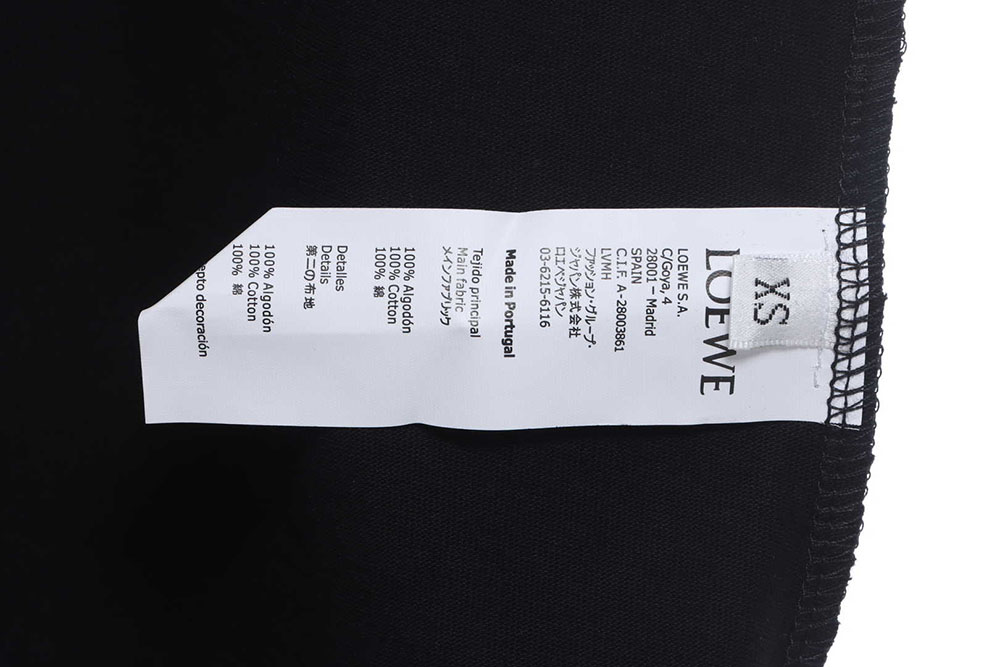 XS
LOEWE
LOEWE S.A.
C/Goya, 4
28001 - Madrid
SPAIN
C.I.F. A-28003861
LVMH
ファッション・グループ・
ジャパン株式会社
ロエベジャパン
03-6215-6116
Made in Portugal
Tejido principal
Main fabric
メインファブリック
100% Algodón
100% Cotton
100% 綿
Detalles
Details
第二の布地
100% Algodón
100% Cotton
100% 綿
decoración